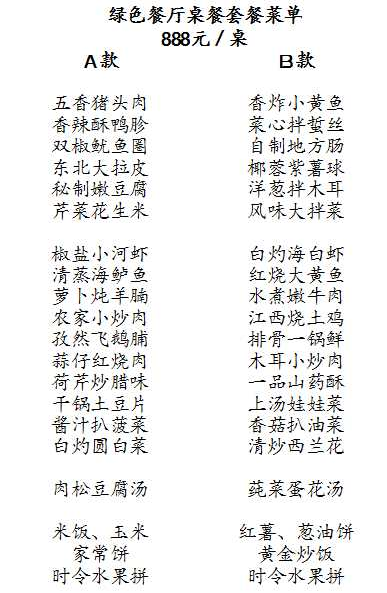 绿色餐厅桌餐套餐菜单
888元/桌
A款 B款
五香猪头肉 香炸小黄鱼
香辣酥鸭胗 菜心拌蜇丝
双椒鱿鱼圈 自制地方肠
东北大拉皮 椰蓉紫薯球
秘制嫩豆腐 洋葱拌木耳
芹菜花生米 风味大拌菜
椒盐小河虾 白灼海白虾
清蒸海鲈鱼 红烧大黄鱼
萝卜炖羊腩 水煮嫩牛肉
农家小炒肉 江西烧土鸡
孜然飞鹅脯 排骨一锅鲜
蒜仔红烧肉 木耳小炒肉
荷芹炒腊味 一品山药酥
干锅土豆片 上汤娃娃菜
酱汁扒菠菜 香菇扒油菜
白灼圆白菜 清炒西兰花
肉松豆腐汤 莼菜蛋花汤
米饭、玉米 红薯、葱油饼
家常饼 黄金炒饭
时令水果拼 时令水果拼